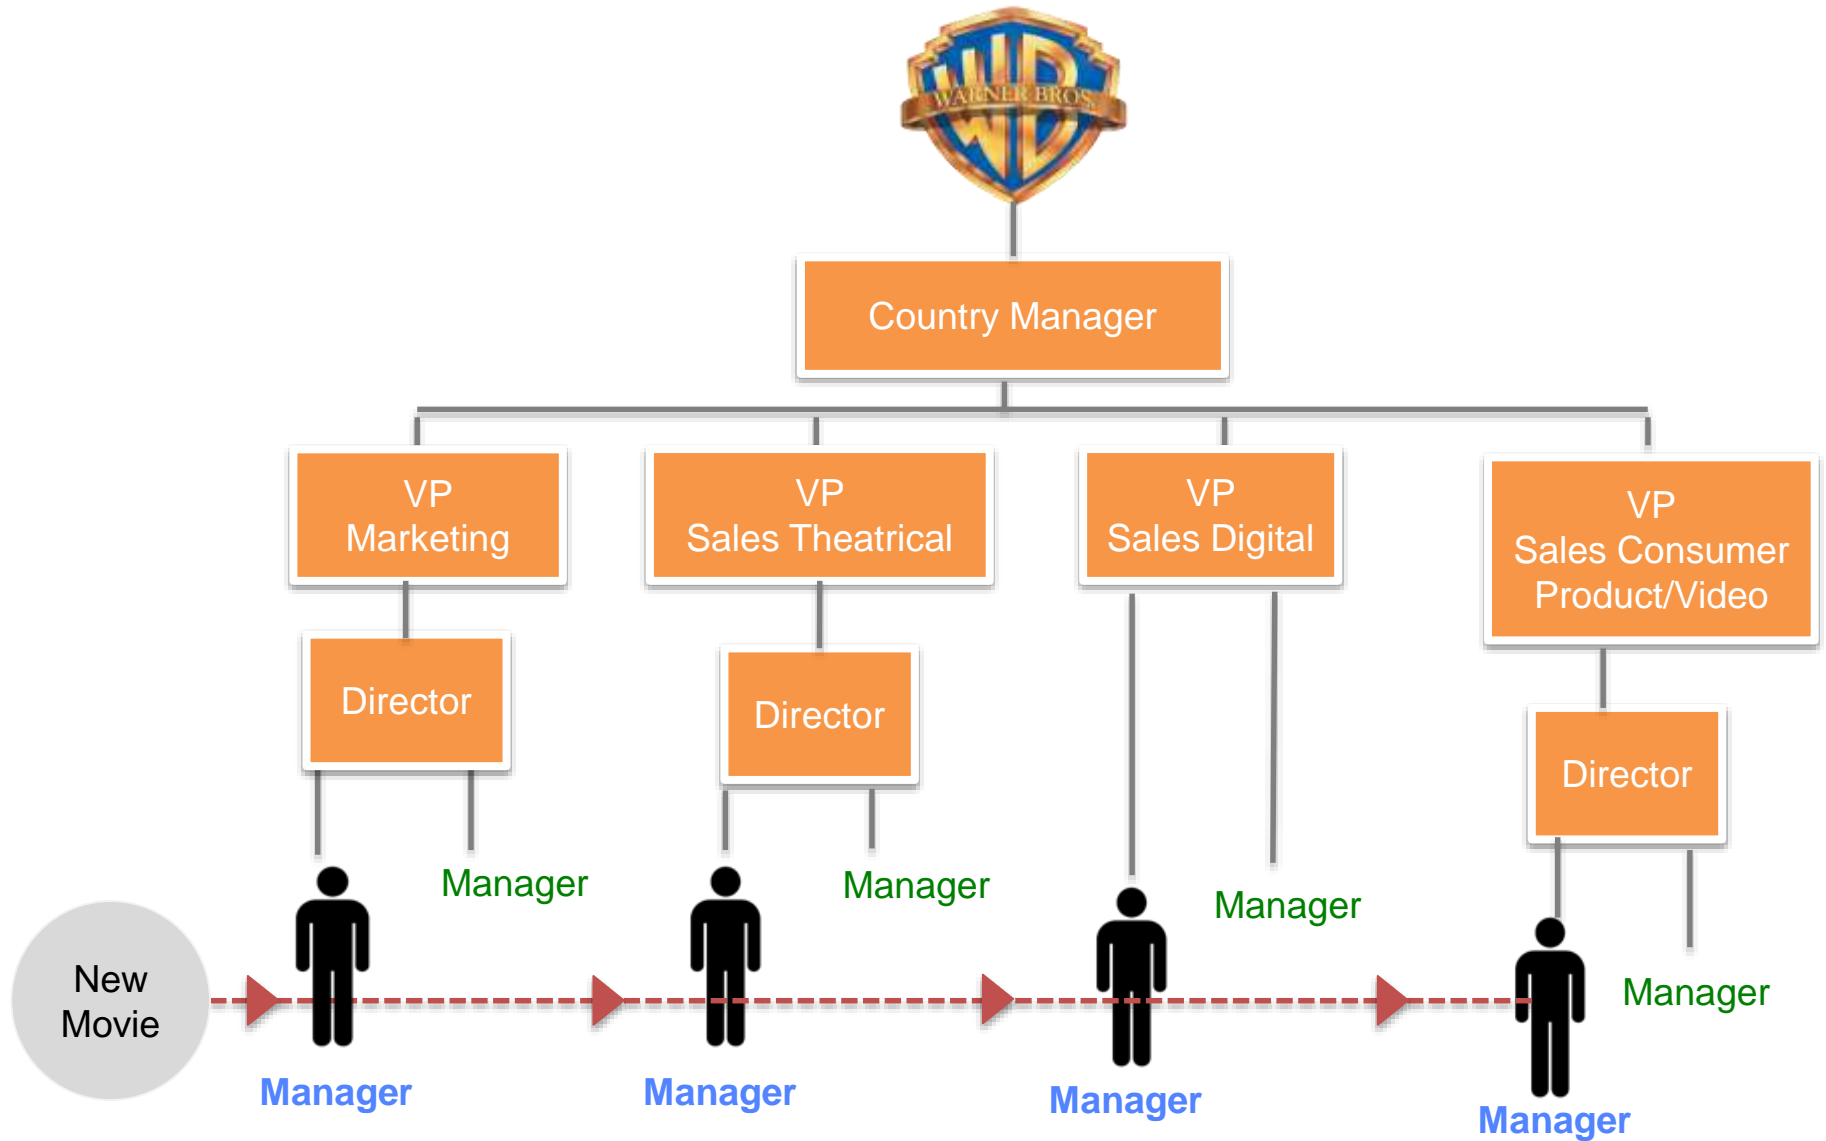 WARNER BROS.
Country Manager
VP
Marketing
VP
Sales Theatrical
VP
Sales Digital
VP
Sales Consumer
Product/Video
Director
Director
Director
Manager
Manager
Manager
Manager
New
Movie
Manager
Manager
Manager
Manager